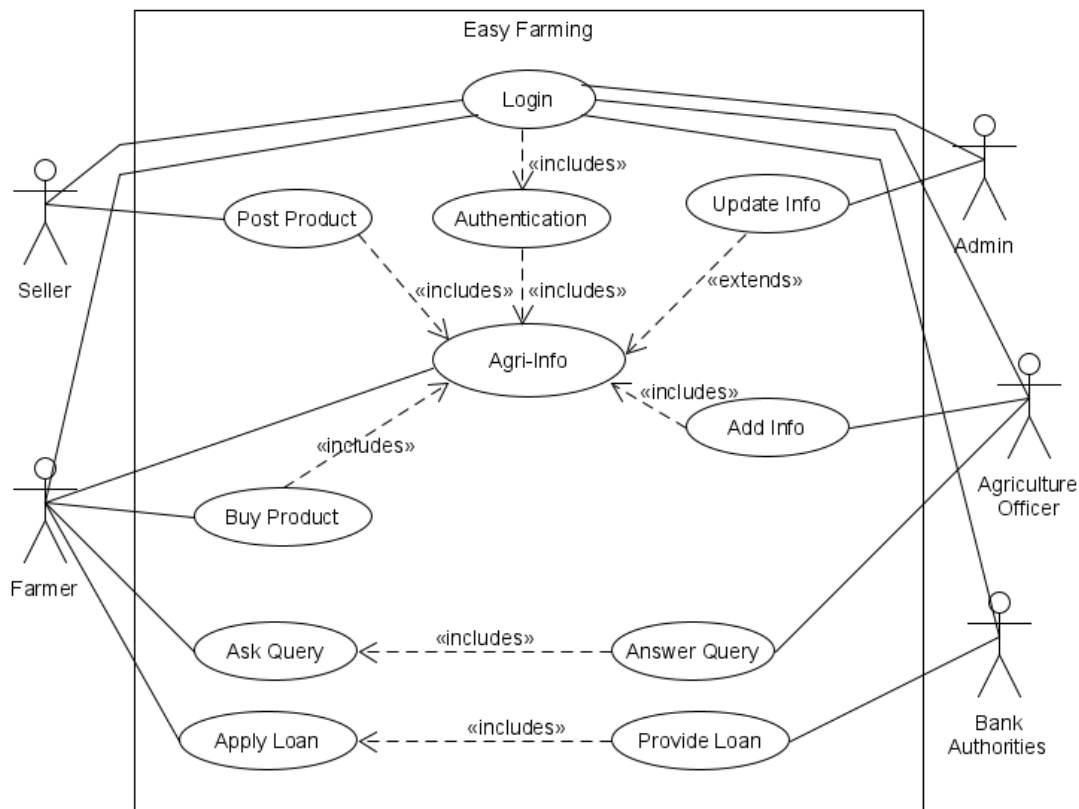 Easy Farming
Login
«includes»
Post Product
Authentication
Update Info
Seller
Admin
«includes»
«includes»
«extends»
Agri-Info
«includes»
Add Info
«includes»
Agriculture
Officer
Buy Product
Farmer
Ask Query
«includes»
Answer Query
Apply Loan
«includes»
Provide Loan
Bank
Authorities